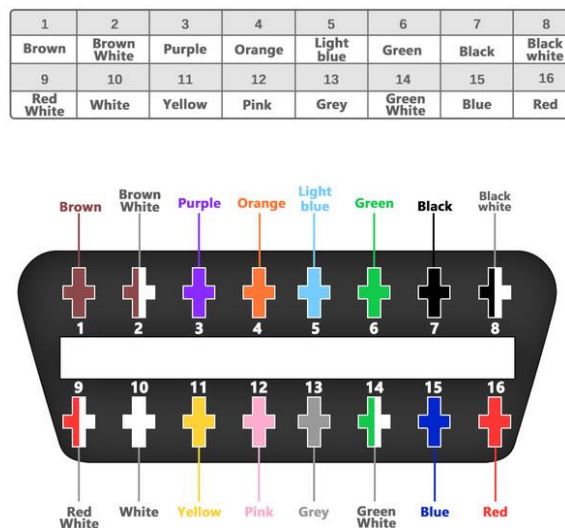 1 2 3 4 5 6 7 8
Brown Brown White Purple Orange Light blue Green Black Black white
9 10 11 12 13 14 15 16
Red White White Yellow Pink Grey Green White Blue Red
Brown Brown White Purple Orange Light blue Green Black Black white
1 2 3 4 5 6 7 8
9 10 11 12 13 14 15 16
Red White White Yellow Pink Grey Green White Blue Red